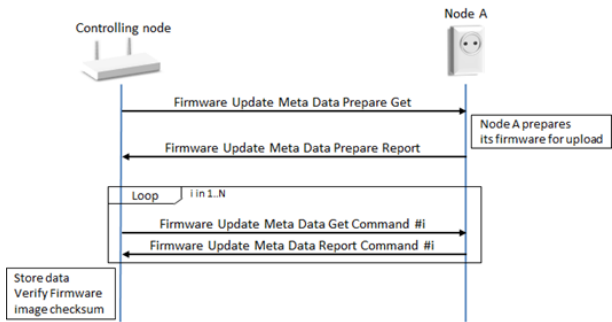 Node A
Controlling node
Firmware Update Meta Data Prepare Get
Node A prepares
its firmware for upload
Firmware Update Meta Data Prepare Report
Loop
i in 1..N
Firmware Update Meta Data Get Command #i
Firmware Update Meta Data Report Command #i
Store data
Verify Firmware
image checksum